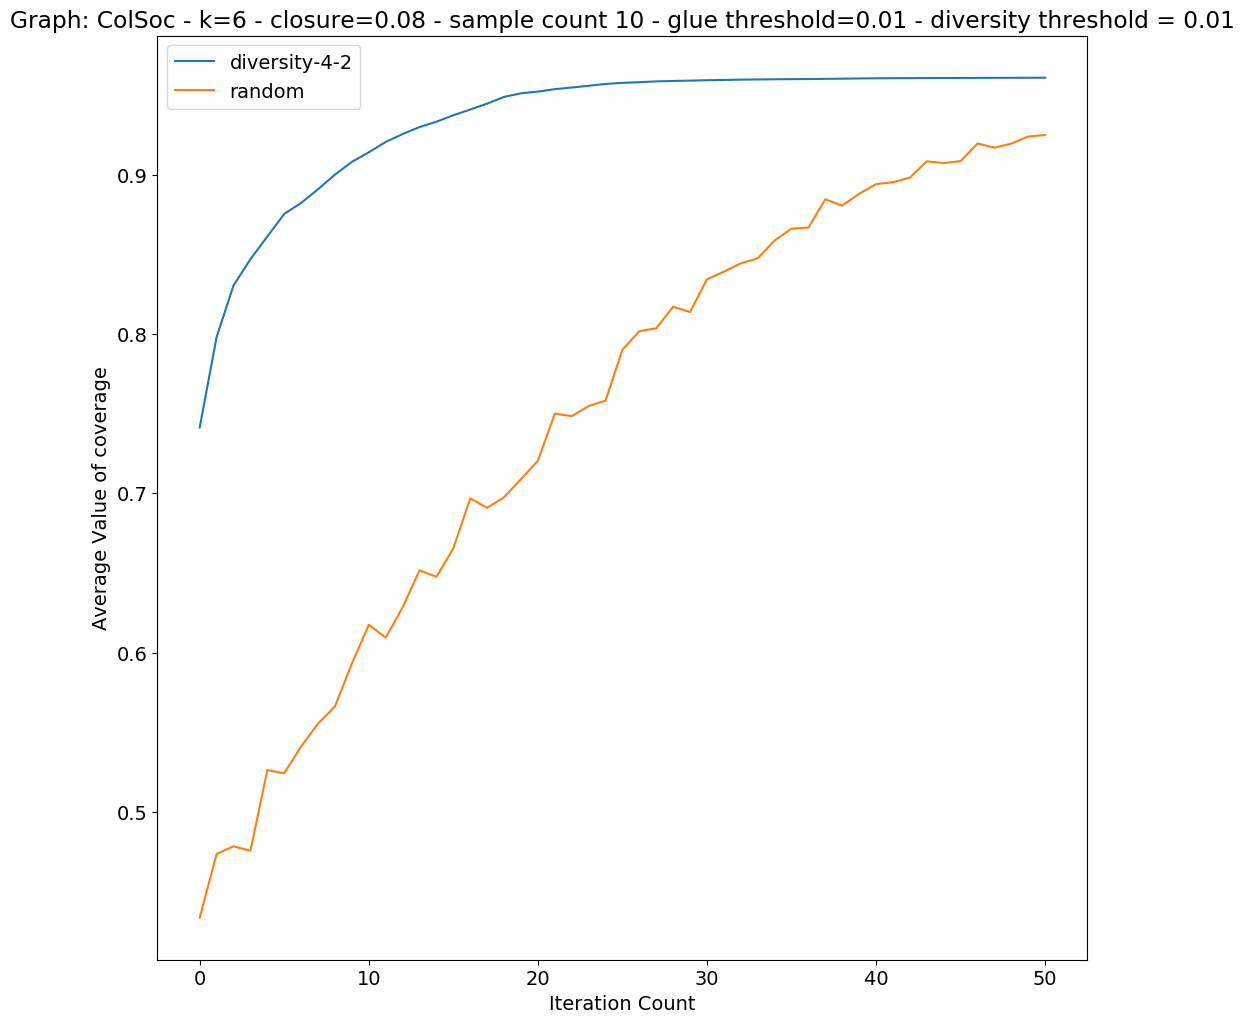 Graph: ColSoc - k=6 - closure=0.08 - sample count 10 - glue threshold=0.01 - diversity threshold = 0.01
diversity-4-2
random
0.9
0.8
0.7
0.6
0.5
Average Value of coverage
0 10 20 30 40 50
Iteration Count